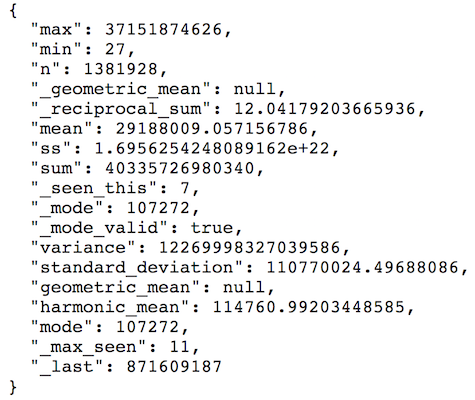 {
"max": 37151874626,
"min": 27,
"n": 1381928,
"_geometric_mean": null,
"_reciprocal_sum": 12.04179203665936,
"mean": 29188009.057156786,
"ss": 1.6956254248089162e+22,
"sum": 40335726980340,
"_seen_this": 7,
"_mode": 107272,
"_mode_valid": true,
"variance": 12269998327039586,
"standard_deviation": 110770024.49688086,
"geometric_mean": null,
"harmonic_mean": 114760.99203448585,
"mode": 107272,
"_max_seen": 11,
"_last": 871609187
}